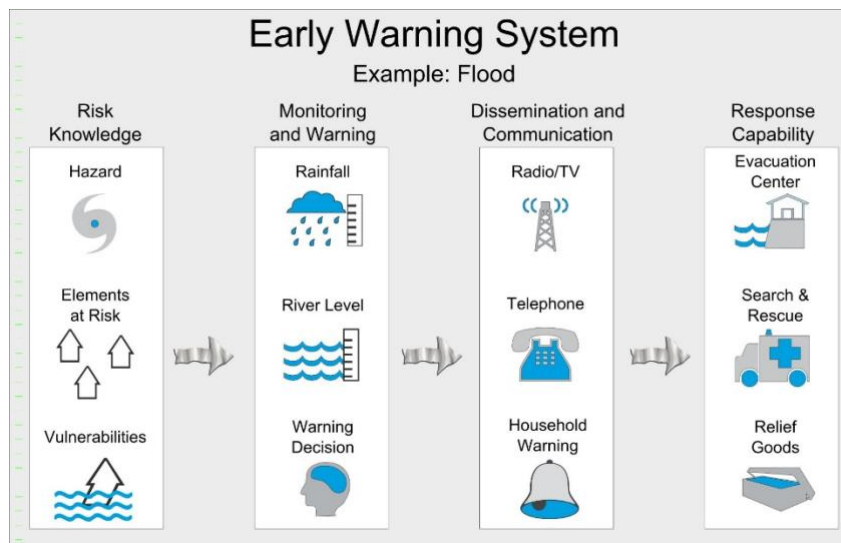 Early Warning System
Example: Flood
Risk
Knowledge
Hazard
Elements
at Risk
Vulnerabilities
Monitoring
and Warning
Rainfall
River Level
Warning
Decision
Dissemination and
Communication
Radio/TV
Telephone
Household
Warning
Response
Capability
Evacuation
Center
Search &
Rescue
Relief
Goods